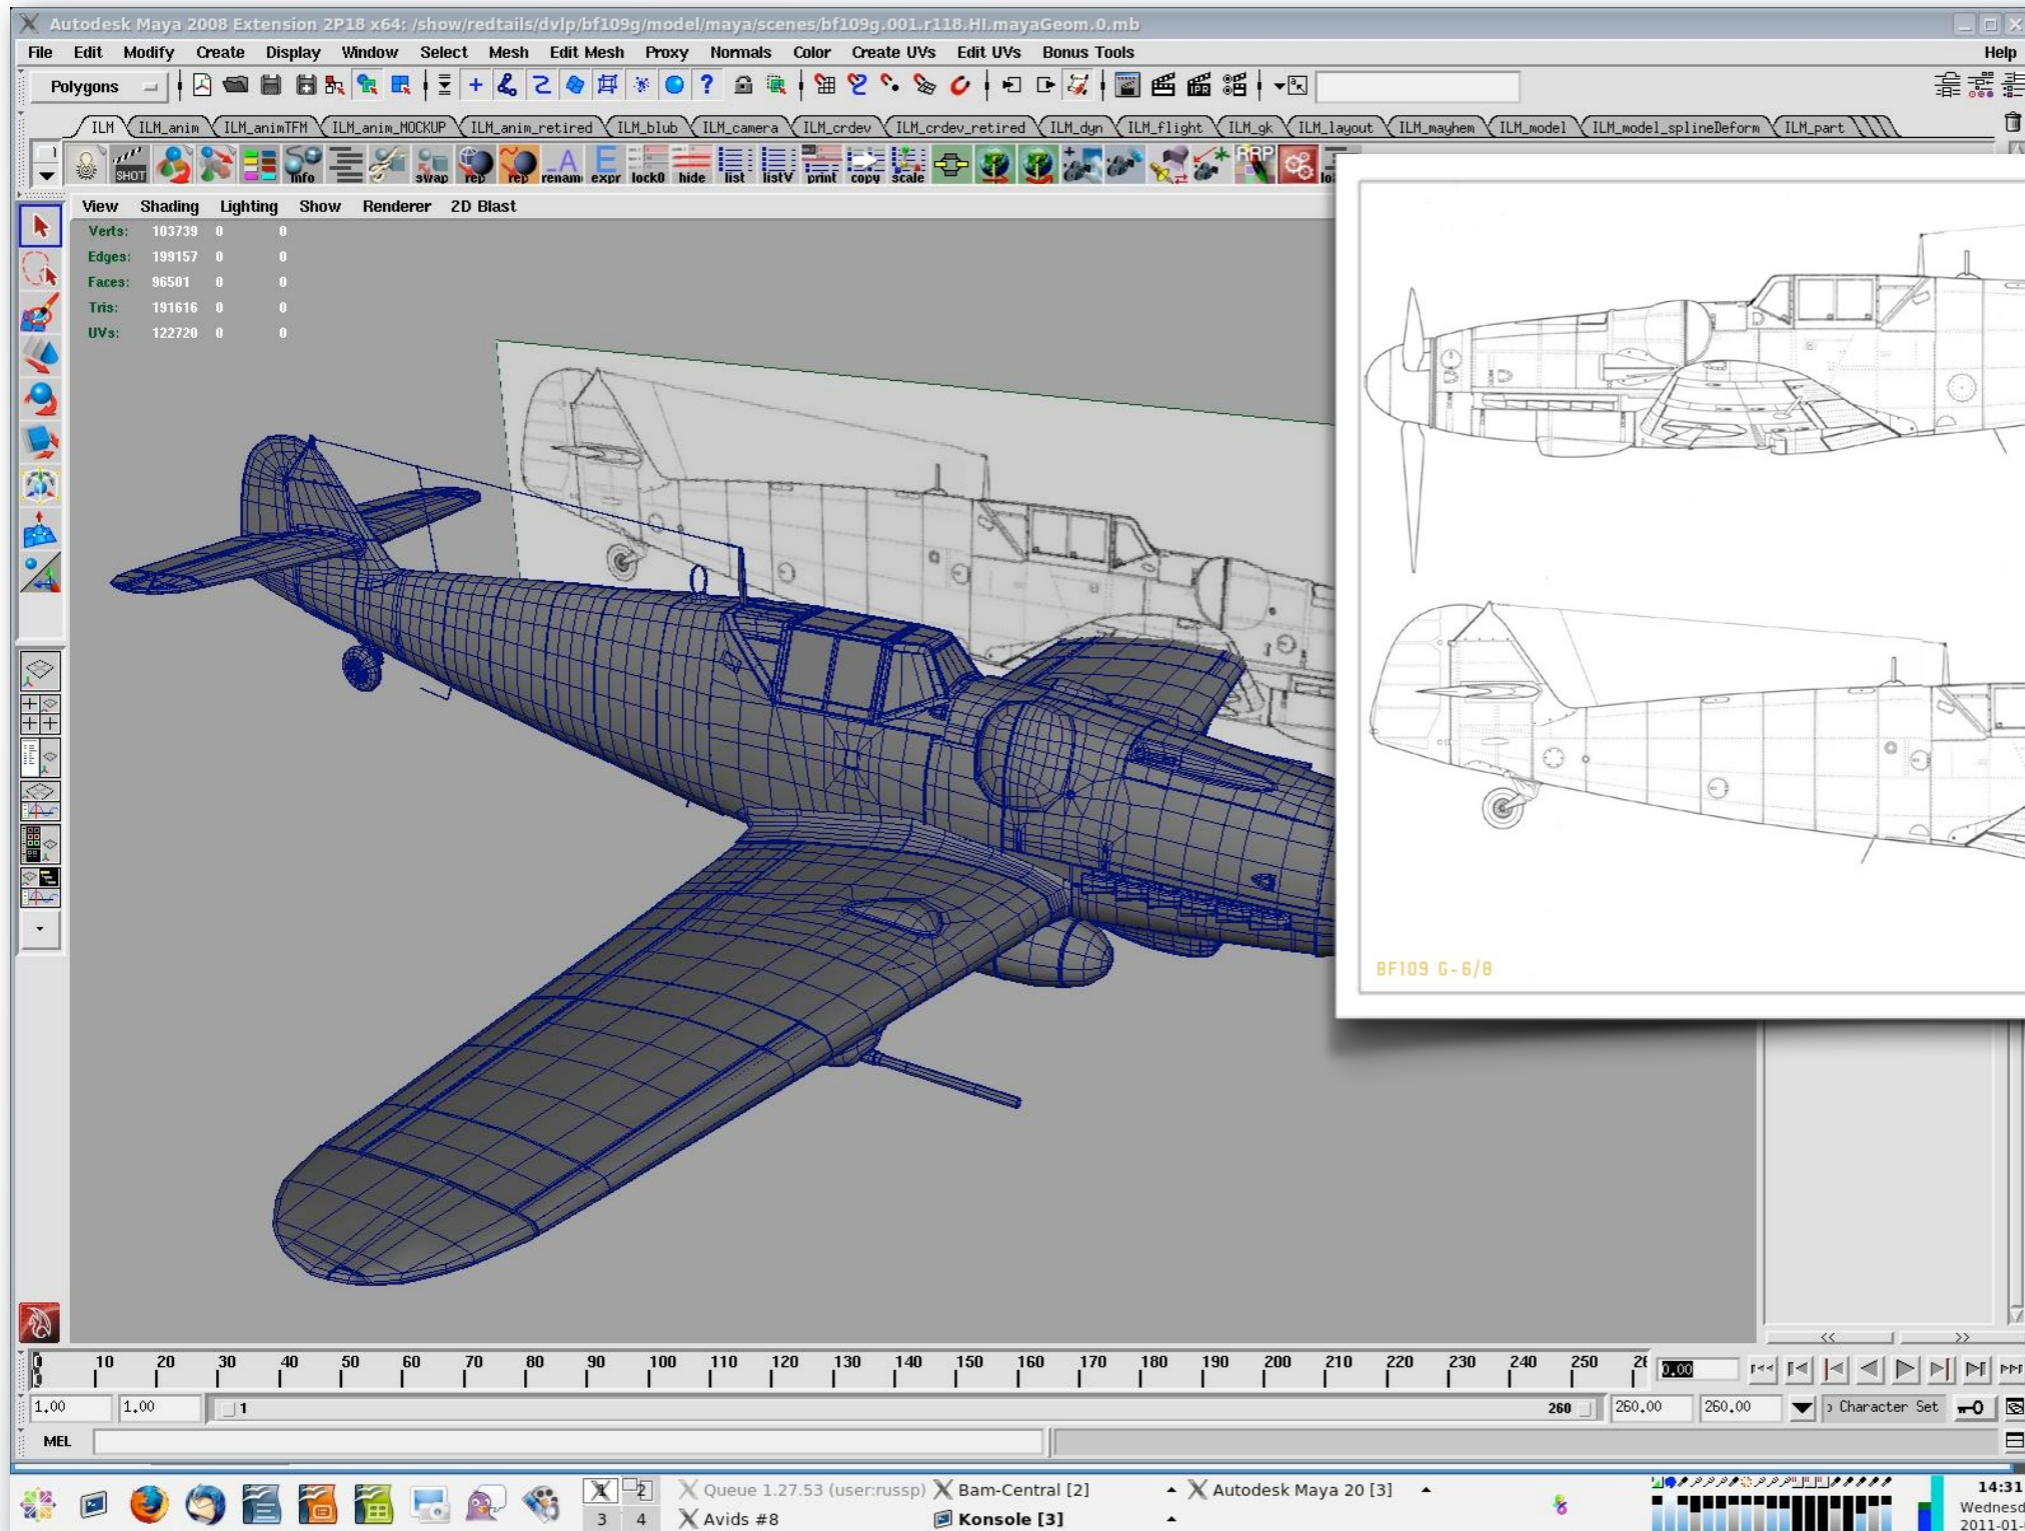 Autodesk Maya 2008 Extension 2P18 x64: /show/redtails/dvlp/bf109g/model/maya/scenes/bf109g.001.r118.HI.mayaGeom.0.mb
File Edit Modify Create Display Window Select Mesh Edit Mesh Proxy Normals Color Create UVs Edit UVs Bonus Tools Help
Polygons
ILM ILM_anim ILM_animTFM ILM_anim_MOCKUP ILM_anim_retired ILM_blub ILM_camera ILM_crdev ILM_crdev_retired ILM_dyn ILM_flight ILM_gk ILM_layout ILM_mayhem ILM_model ILM_model_splineDeform ILM_part
SHOT Info swap rep rep renam expr lock0 hide list listV print copy scale RRP
View Shading Lighting Show Renderer 2D Blast
Verts: 103739 0 0
Edges: 199157 0 0
Faces: 96501 0 0
Tris: 191616 0 0
UVs: 122720 0 0
BF109 G-6/8
10 20 30 40 50 60 70 80 90 100 110 120 130 140 150 160 170 180 190 200 210 220 230 240 250 0.00
1.00 1.00 1 260 260.00 260.00 Character Set
MEL
X 2 Queue 1.27.53 (user:russp) Bam-Central [2] Autodesk Maya 20 [3] 14:31
3 4 Avids #8 Konsole [3] Wednesd
2011-01-